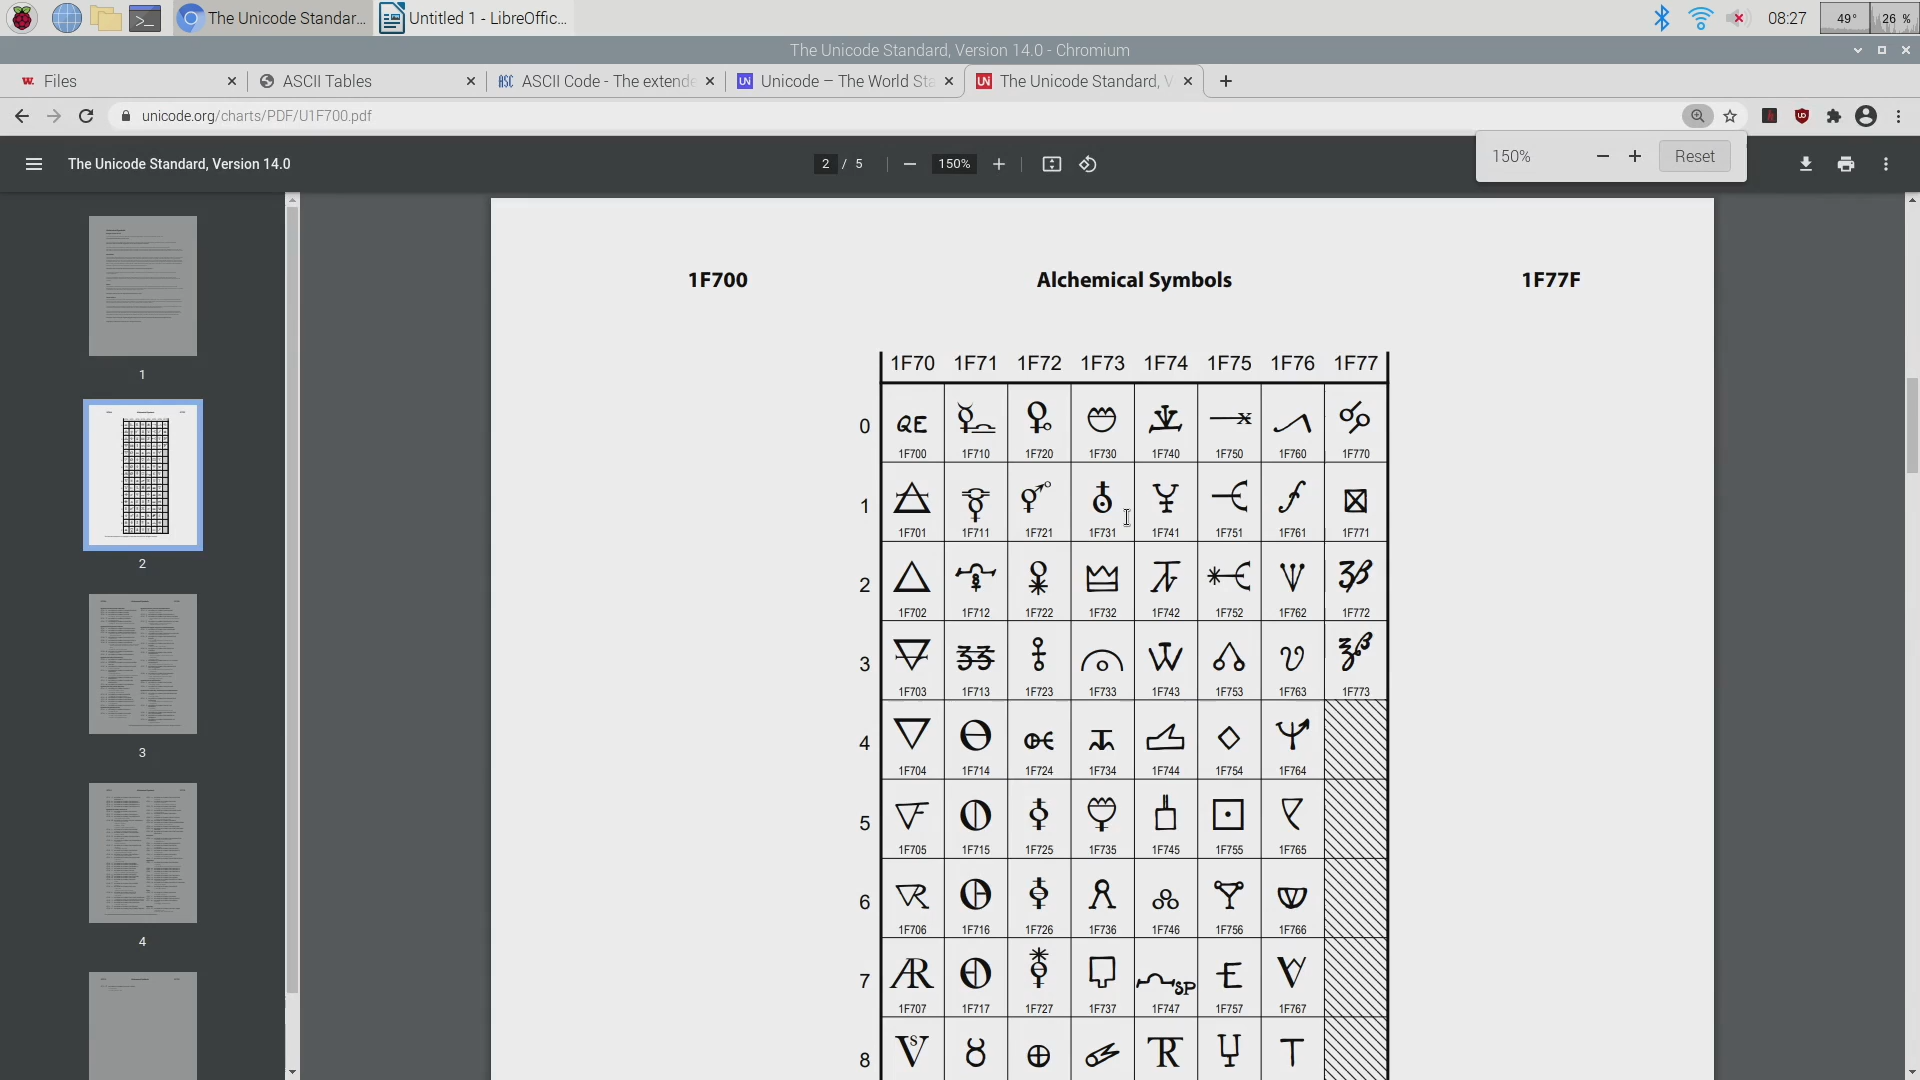 The Unicode Standar...
Untitled 1 - LibreOffic...
08:27
49°
26 %
The Unicode Standard, Version 14.0 - Chromium
w. Files
ASCII Tables
ASC ASCII Code - The extende
UN Unicode – The World Sta
UN The Unicode Standard, V
unicode.org/charts/PDF/U1F700.pdf
The Unicode Standard, Version 14.0
2 / 5
150%
150%
Reset
1
2
3
4
1F700 Alchemical Symbols 1F77F
1F70 1F71 1F72 1F73 1F74 1F75 1F76 1F77
0
1F700 1F710 1F720 1F730 1F740 1F750 1F760 1F770
1
1F701 1F711 1F721 1F731 1F741 1F751 1F761 1F771
2
1F702 1F712 1F722 1F732 1F742 1F752 1F762 1F772
3
1F703 1F713 1F723 1F733 1F743 1F753 1F763 1F773
4
1F704 1F714 1F724 1F734 1F744 1F754 1F764
5
1F705 1F715 1F725 1F735 1F745 1F755 1F765
6
1F706 1F716 1F726 1F736 1F746 1F756 1F766
7
1F707 1F717 1F727 1F737 1F747 1F757 1F767
8